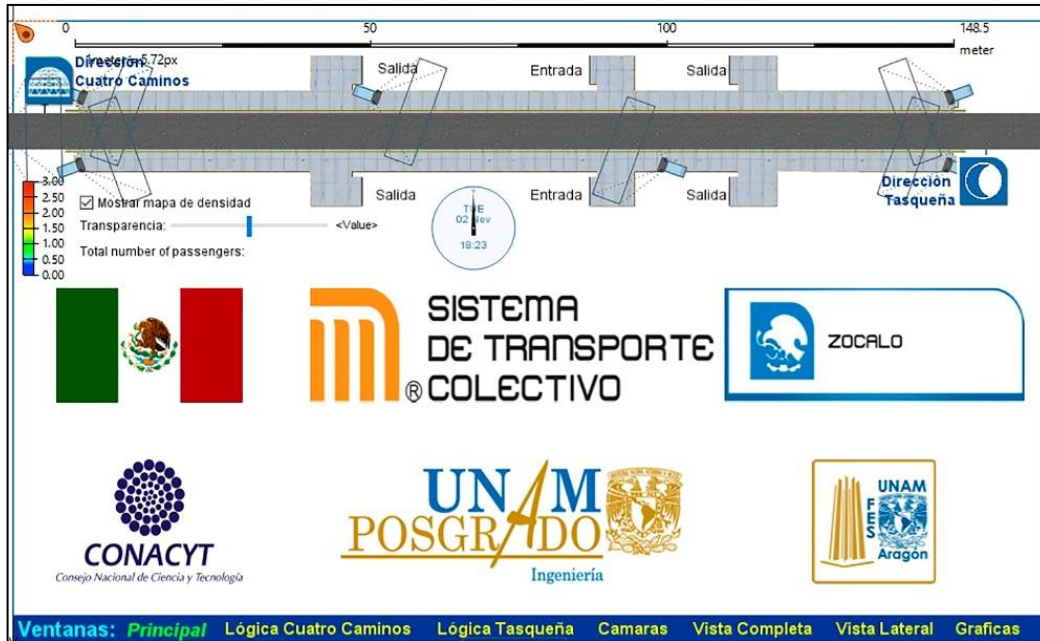 0
50
100
148.5
meter
1meter = 5.72px
Dirección
Cuatro Caminos
Salida
Entrada
Salida
Dirección
Tasqueña
Salida
Entrada
Salida
3.00
2.50
2.00
1.50
1.00
0.50
0.00
Mostrar mapa de densidad
Transparencia:
<Value>
Total number of passengers:
TUE
02 Nov
18:23
SISTEMA
DE TRANSPORTE
COLECTIVO
®
ZOCALO
CONACYT
Consejo Nacional de Ciencia y Tecnología
UNAM
POSGRADO
Ingeniería
UNAM
FES
Aragón
Ventanas: Principal Lógica Cuatro Caminos Lógica Tasqueña Camaras Vista Completa Vista Lateral Graficas